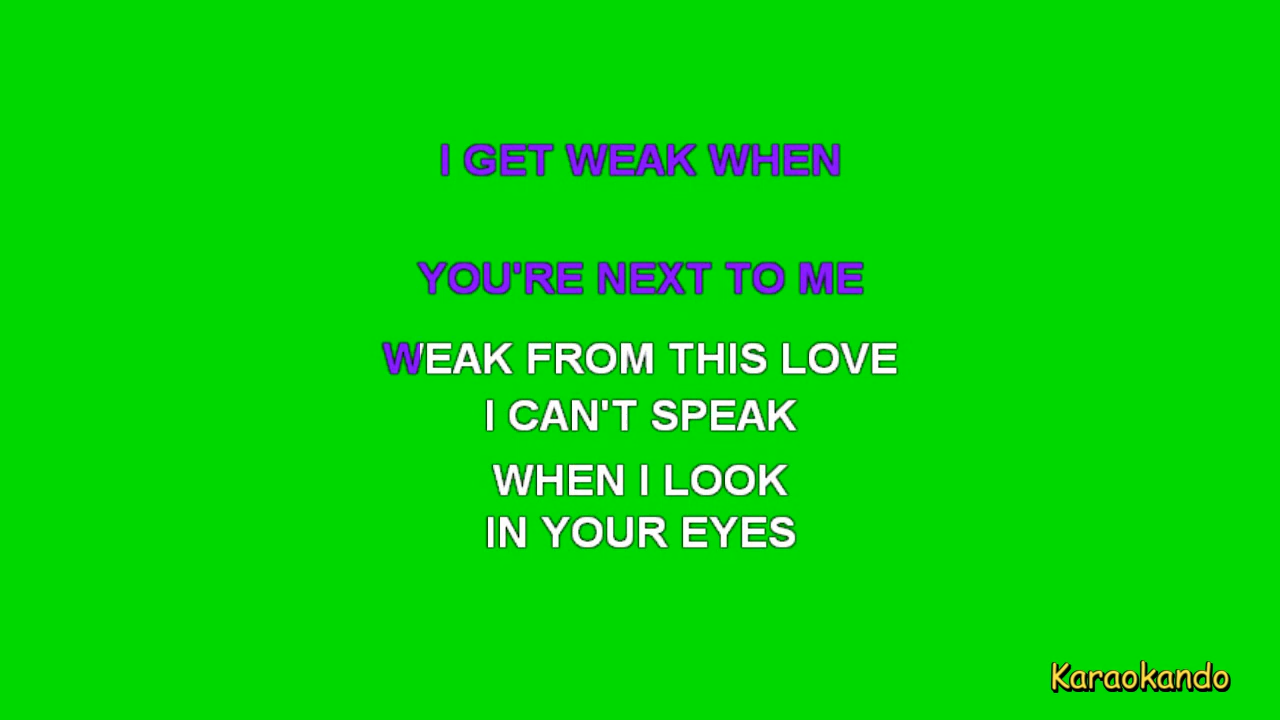 I GET WEAK WHEN
YOU'RE NEXT TO ME
WEAK FROM THIS LOVE
I CAN'T SPEAK
WHEN I LOOK
IN YOUR EYES
Karaokando